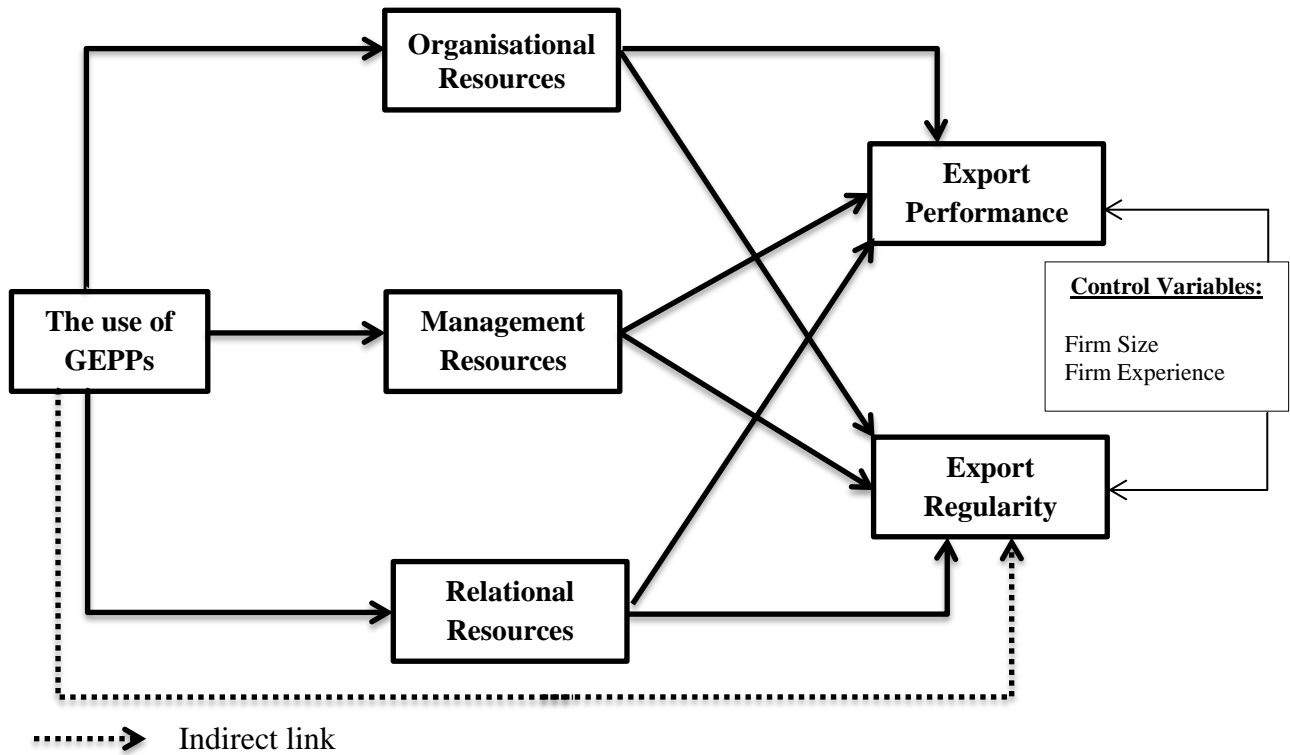 Organisational
Resources
Export
Performance
Control Variables:
Firm Size
Firm Experience
The use of
GEPPs
Management
Resources
Export
Regularity
Relational
Resources
Indirect link